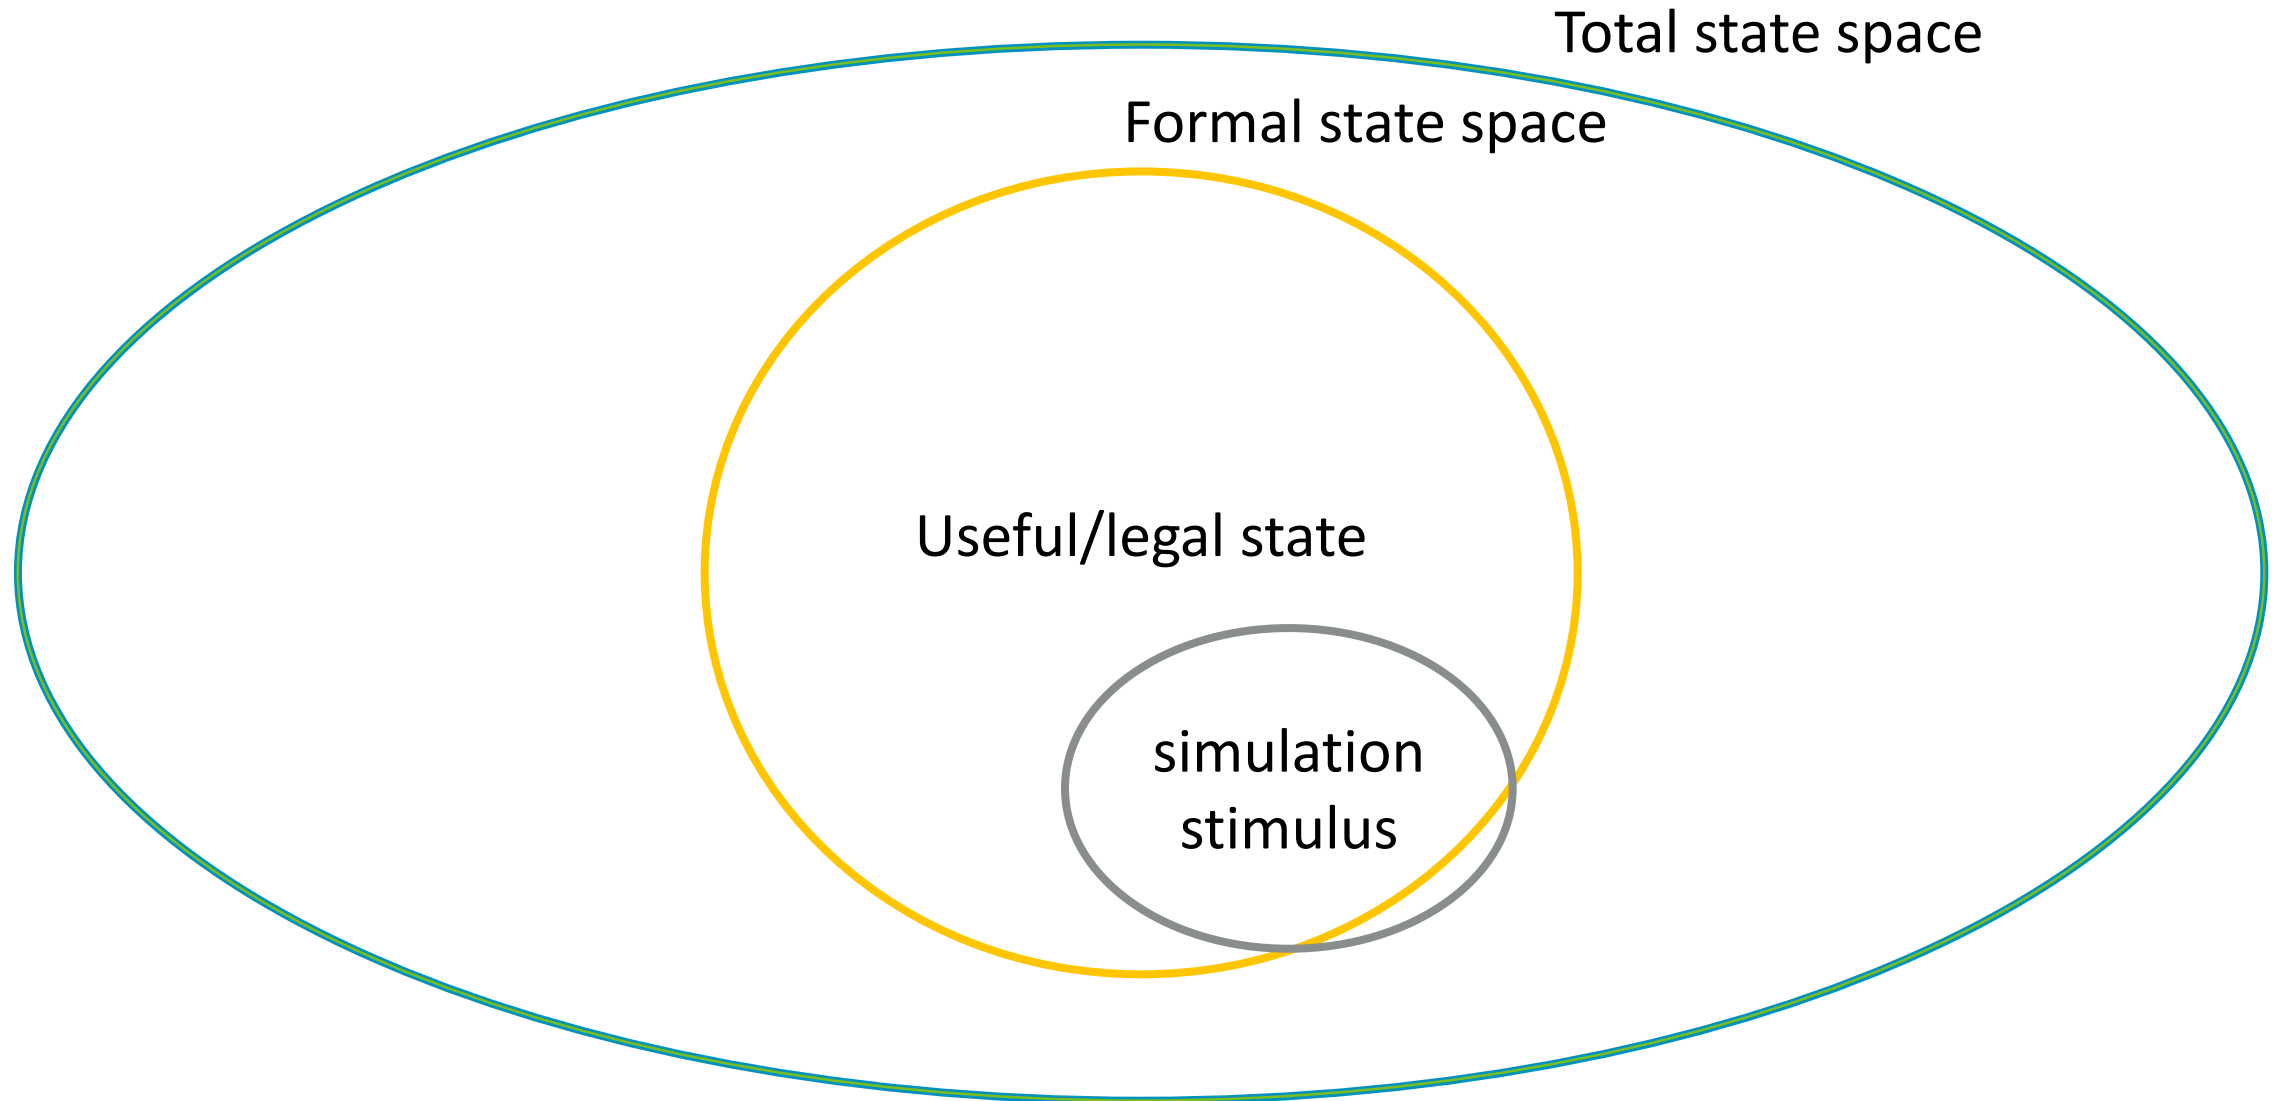 Total state space
Formal state space
Useful/legal state
simulation
stimulus